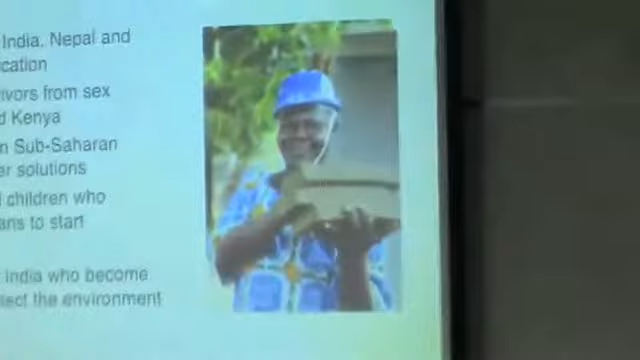 India, Nepal and
cation
ivors from sex
d Kenya
n Sub-Saharan
er solutions
l children who
ans to start
India who become
tect the environment